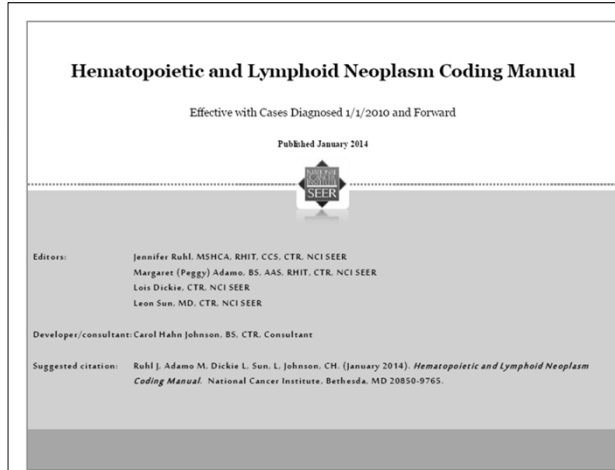 Hematopoietic and Lymphoid Neoplasm Coding Manual
Effective with Cases Diagnosed 1/1/2010 and Forward
Published January 2014
NATIONAL
CANCER
INSTITUTE
SEER
Editors: Jennifer Ruhl, MSHCA, RHIT, CCS, CTR, NCI SEER
Margaret (Peggy) Adamo, BS, AAS, RHIT, CTR, NCI SEER
Lois Dickie, CTR, NCI SEER
Leon Sun, MD, CTR, NCI SEER
Developer/consultant: Carol Hahn Johnson, BS, CTR, Consultant
Suggested citation: Ruhl J, Adamo M, Dickie L, Sun, L, Johnson, CH. (January 2014). Hematopoietic and Lymphoid Neoplasm
Coding Manual. National Cancer Institute, Bethesda, MD 20850-9765.